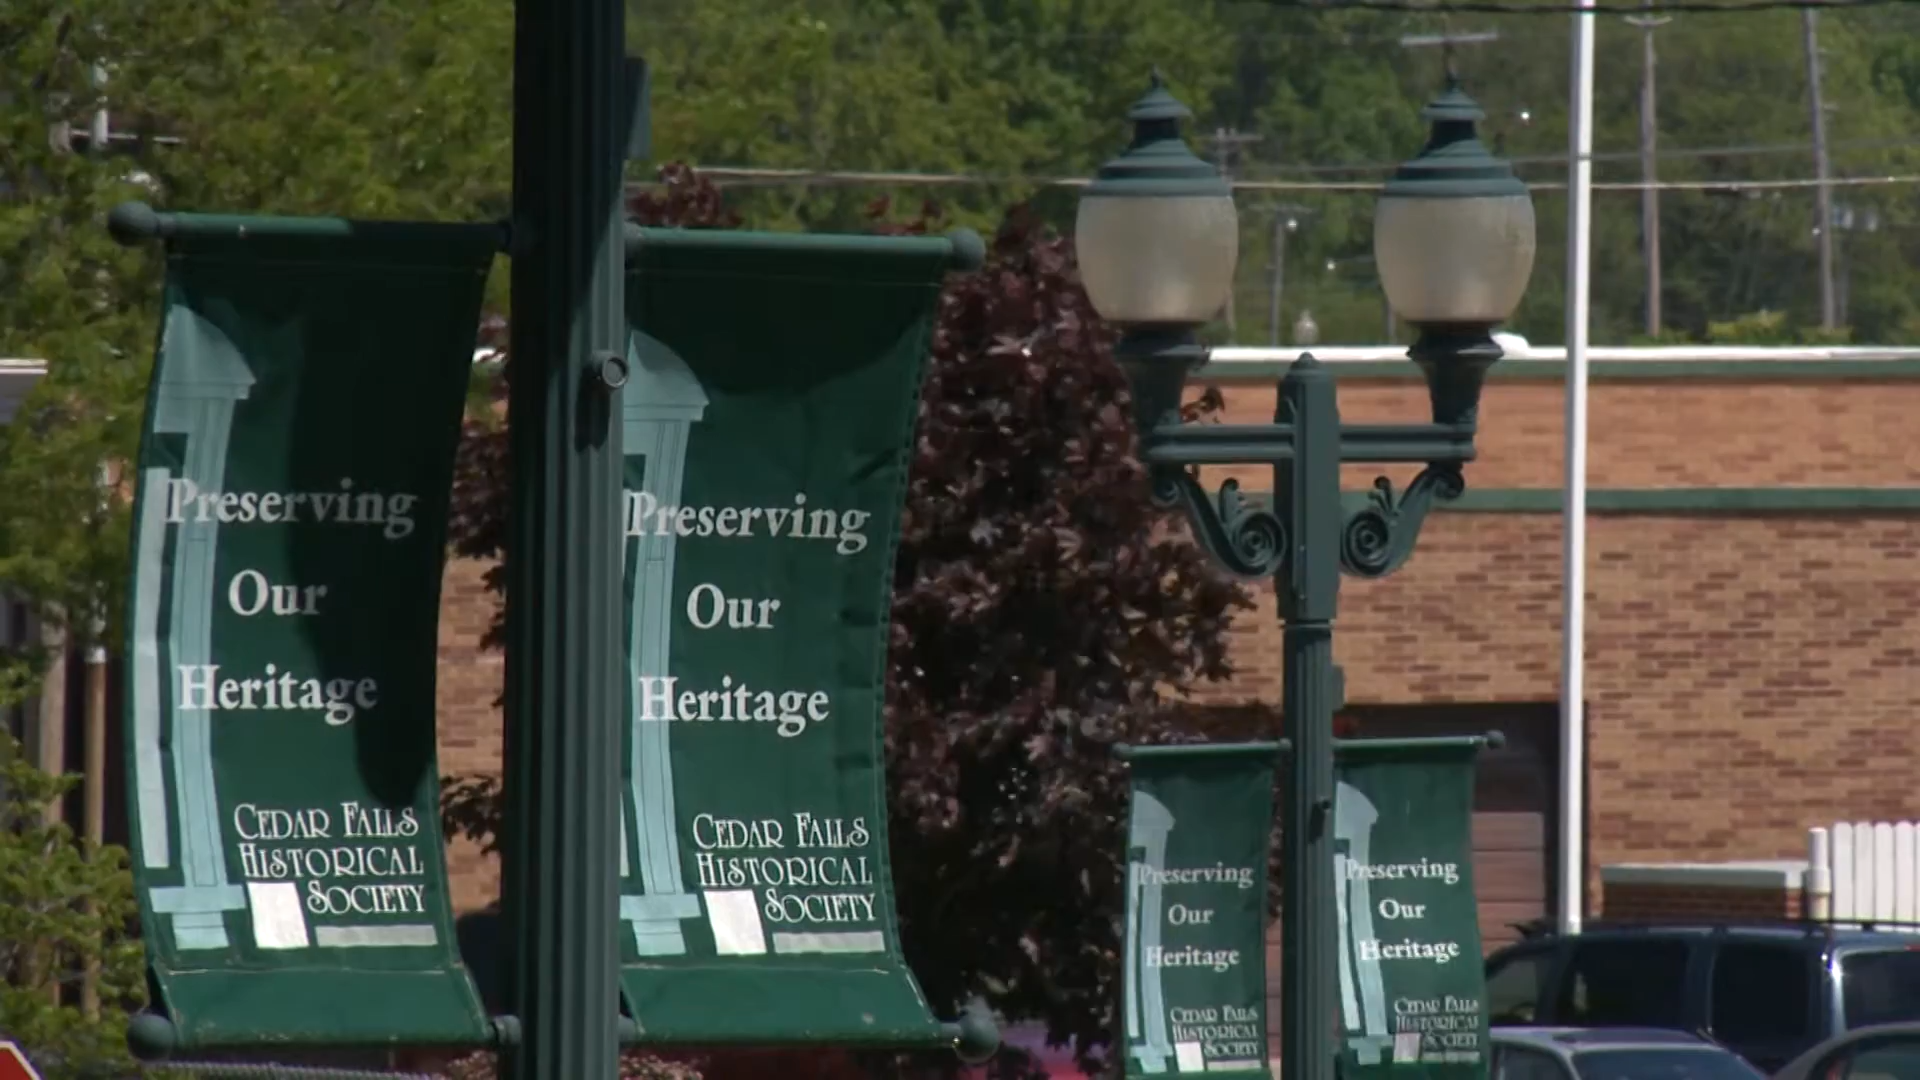 Preserving
Our
Heritage
CEDAR FALLS
HISTORICAL
SOCIETY
Preserving
Our
Heritage
CEDAR FALLS
HISTORICAL
SOCIETY
Preserving
Our
Heritage
CEDAR FALLS
HISTORICAL
SOCIETY
Preserving
Our
Heritage
CEDAR FALLS
HISTORICAL
SOCIETY